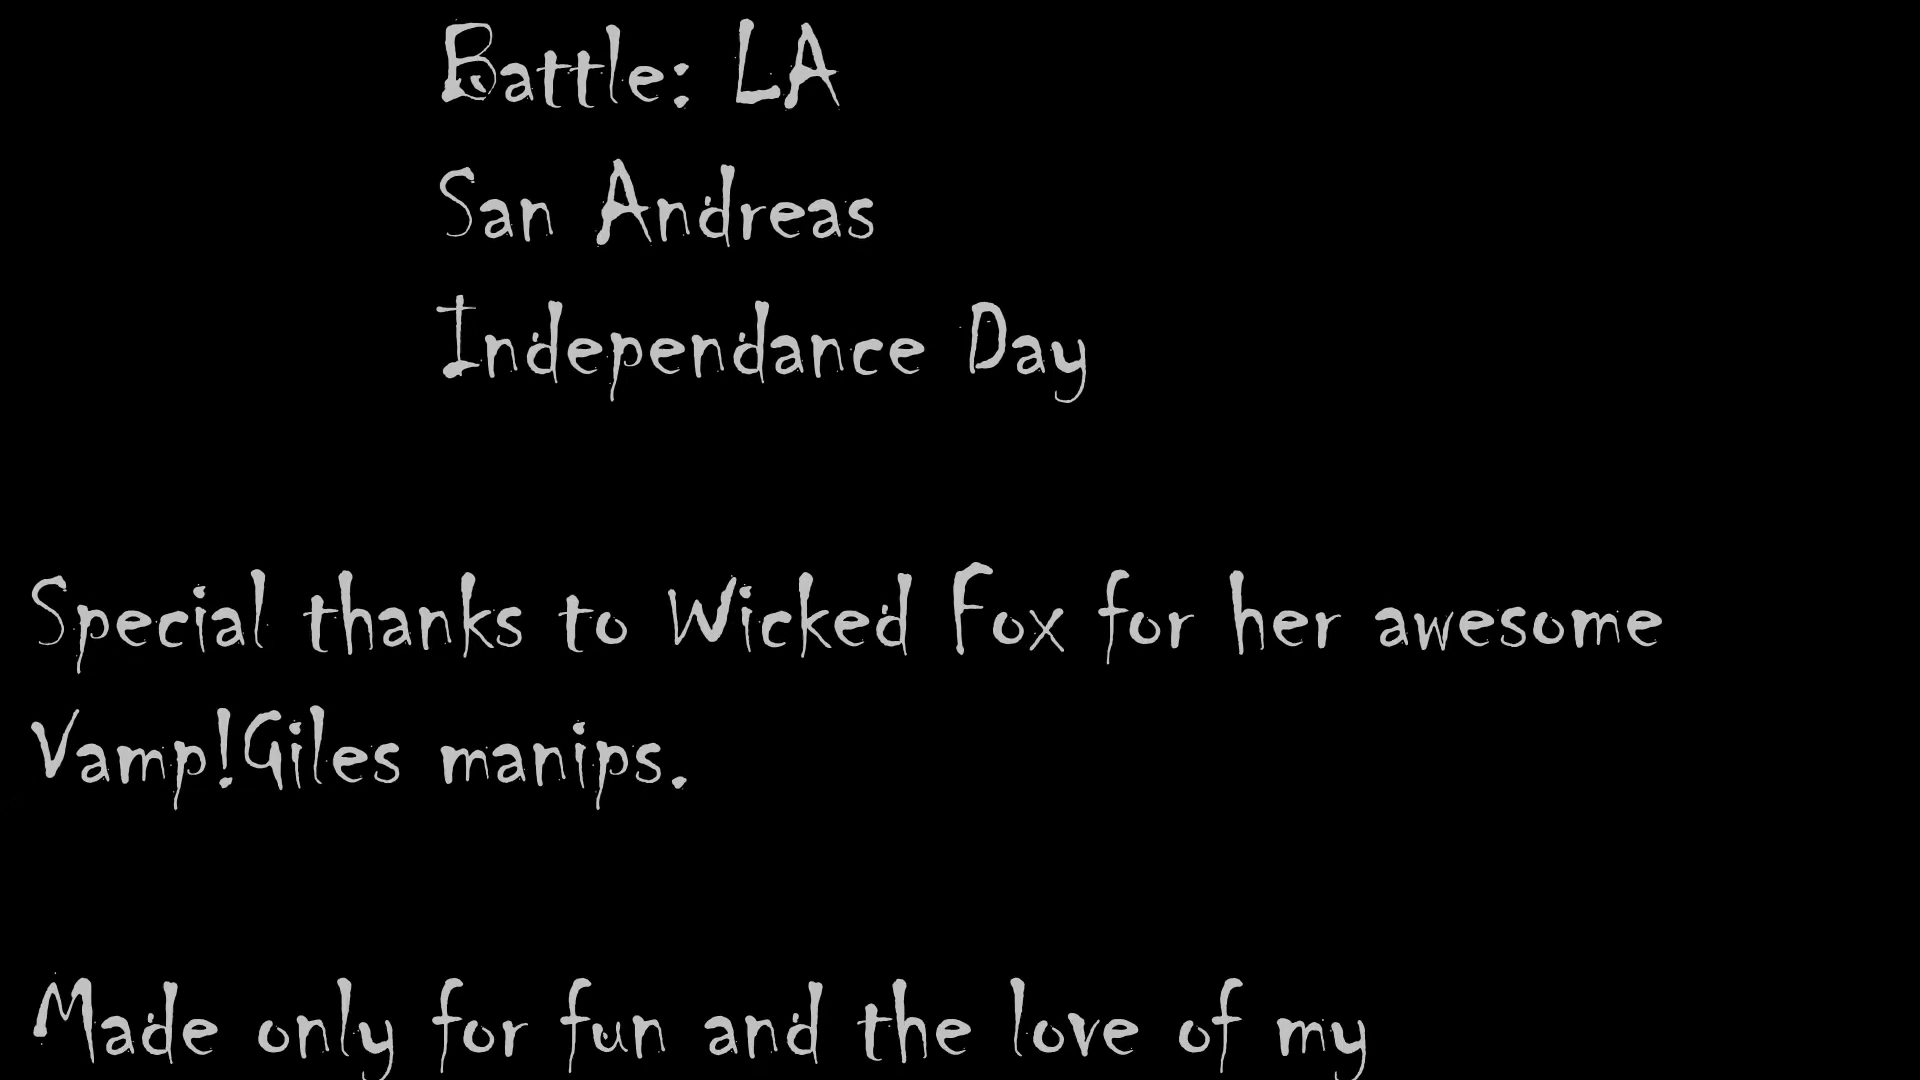 Battle: LA
San Andreas
Independance Day
Special thanks to Wicked Fox for her awesome
Vamp!Giles manips.
Made only for fun and the love of my